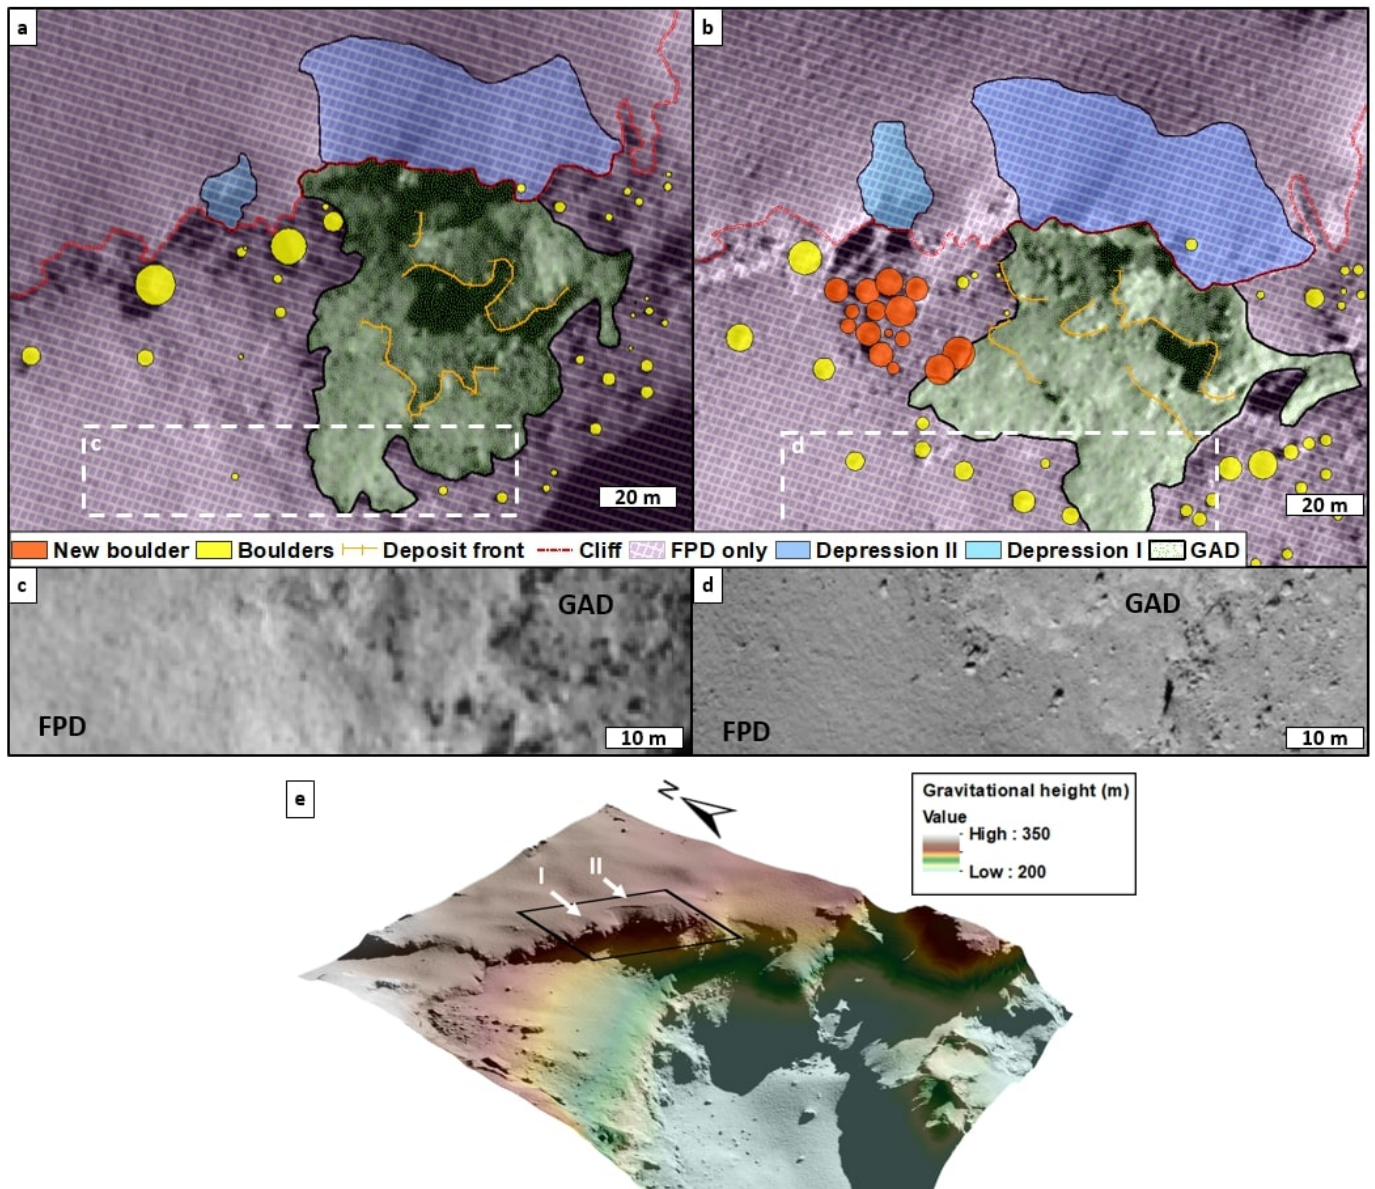 a
b
c
d
20 m
20 m
New boulder Boulders Deposit front Cliff FPD only Depression II Depression I GAD
c
GAD
FPD
10 m
d
GAD
FPD
10 m
e
N
I
II
Gravitational height (m)
Value
High : 350
Low : 200